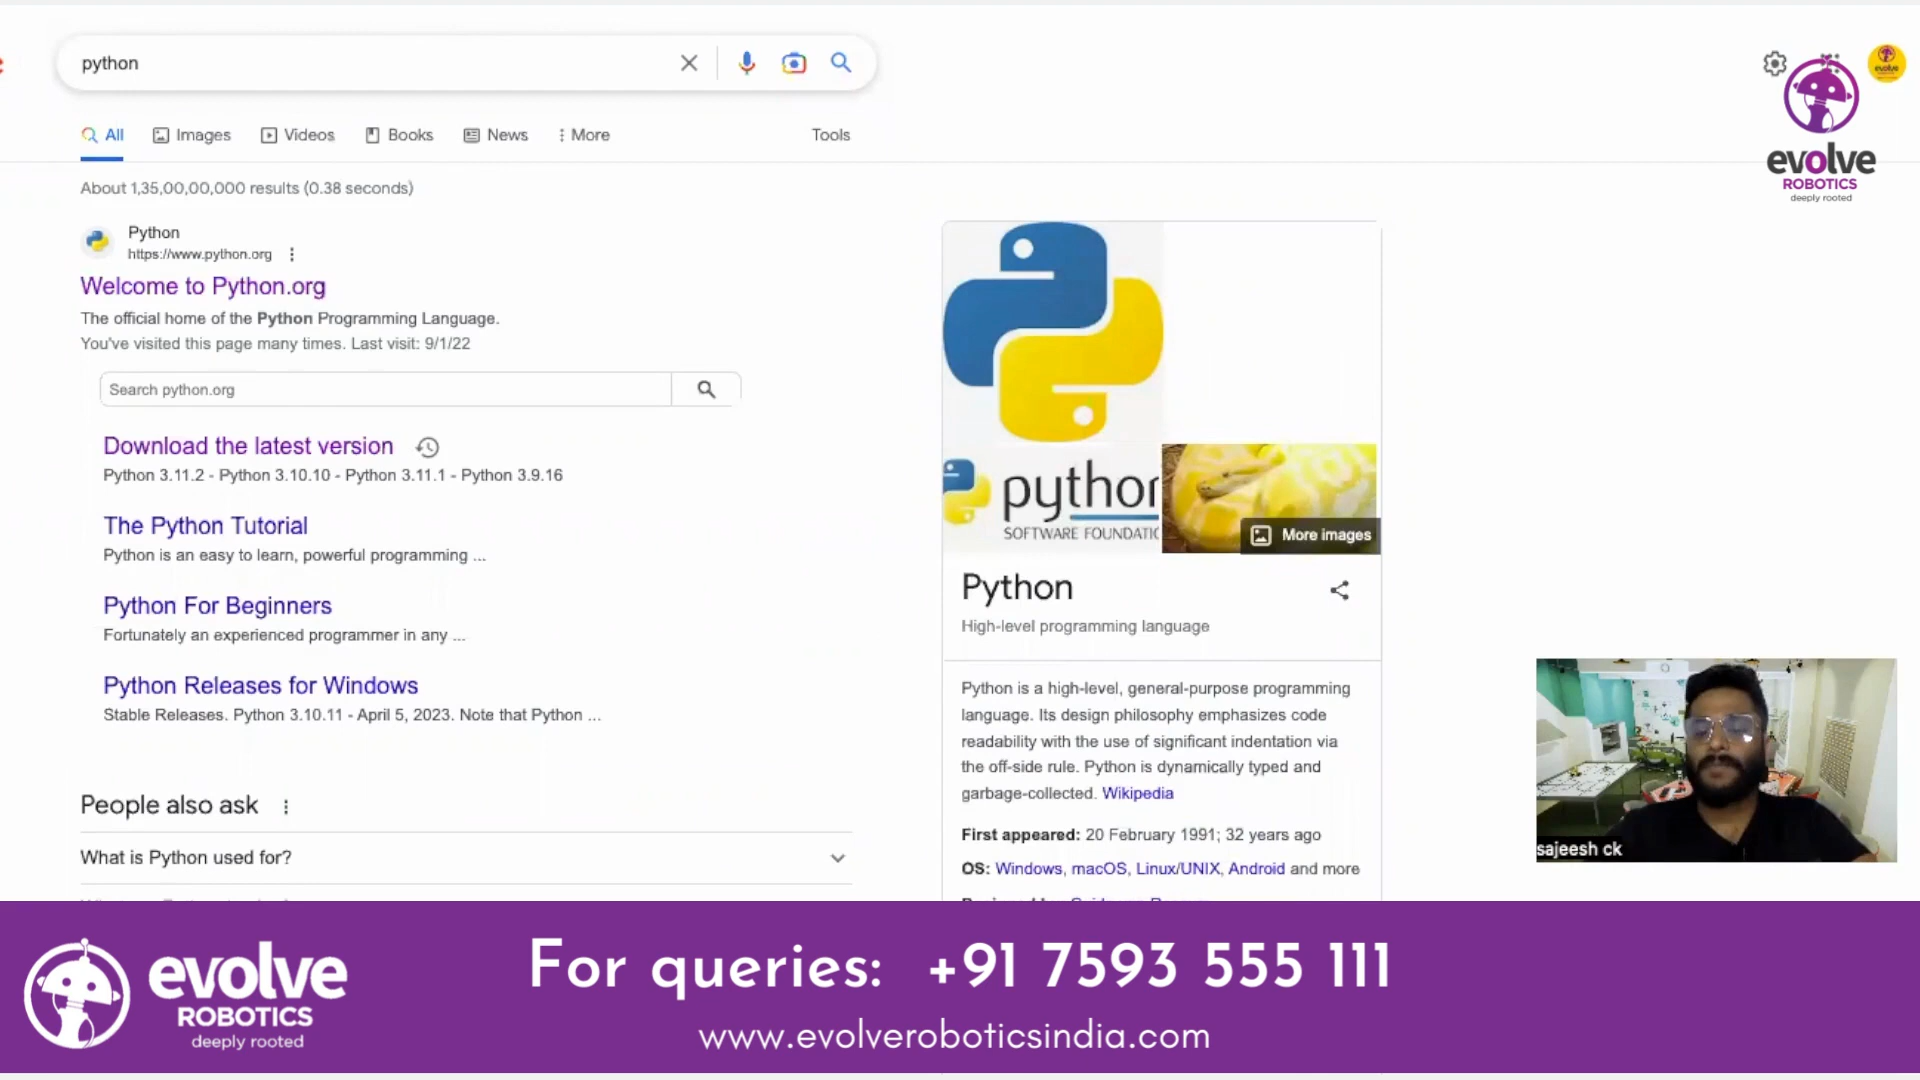 python
All
Images
Videos
Books
News
More
Tools
evolve
evolve
ROBOTICS
deeply rooted
About 1,35,00,00,000 results (0.38 seconds)
Python
https://www.python.org
Welcome to Python.org
The official home of the Python Programming Language.
You've visited this page many times. Last visit: 9/1/22
Search python.org
Download the latest version
Python 3.11.2 - Python 3.10.10 - Python 3.11.1 - Python 3.9.16
The Python Tutorial
Python is an easy to learn, powerful programming ...
Python For Beginners
Fortunately an experienced programmer in any ...
Python Releases for Windows
Stable Releases. Python 3.10.11 - April 5, 2023. Note that Python ...
People also ask
What is Python used for?
python
SOFTWARE FOUNDATIO
More images
Python
High-level programming language
Python is a high-level, general-purpose programming
language. Its design philosophy emphasizes code
readability with the use of significant indentation via
the off-side rule. Python is dynamically typed and
garbage-collected. Wikipedia
First appeared: 20 February 1991; 32 years ago
OS: Windows, macOS, Linux/UNIX, Android and more
sajeesh ck
evolve
ROBOTICS
deeply rooted
For queries: +91 7593 555 111
www.evolveroboticsindia.com